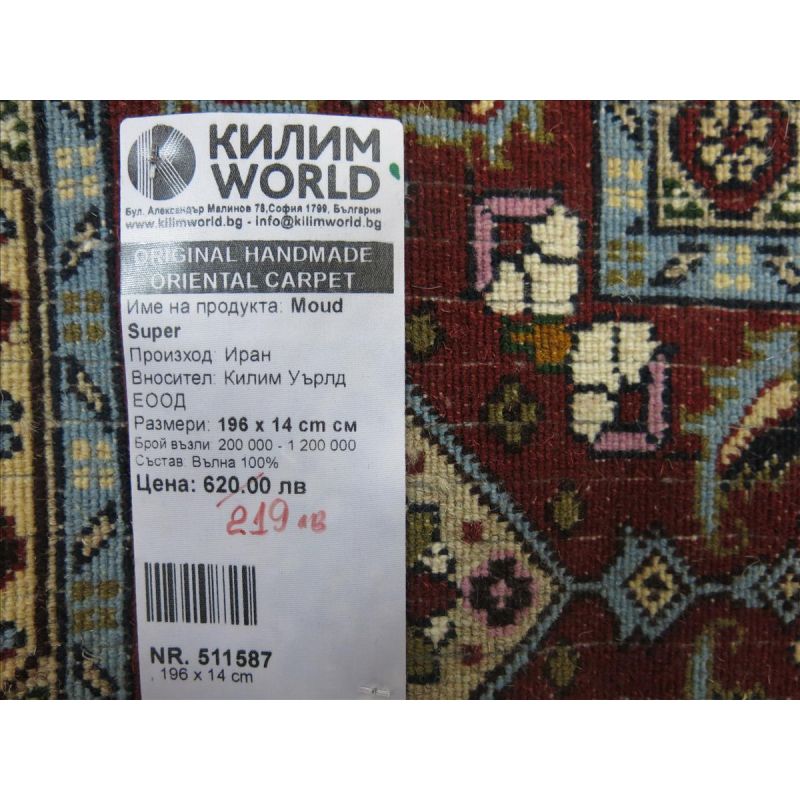 КИЛИМ
WORLD
Бул. Александър Малинов 78,София 1799, България
www.kilimworld.bg - info@kilimworld.bg
ORIGINAL HANDMADE
ORIENTAL CARPET
Име на продукта: Moud
Super
Произход: Иран
Вносител: Килим Уърлд
ЕООД
Размери: 196 x 14 cm см
Брой възли: 200 000 - 1 200 000
Състав: Вълна 100%
Цена: 620.00 лв
219 лв
NR. 511587
, 196 x 14 cm